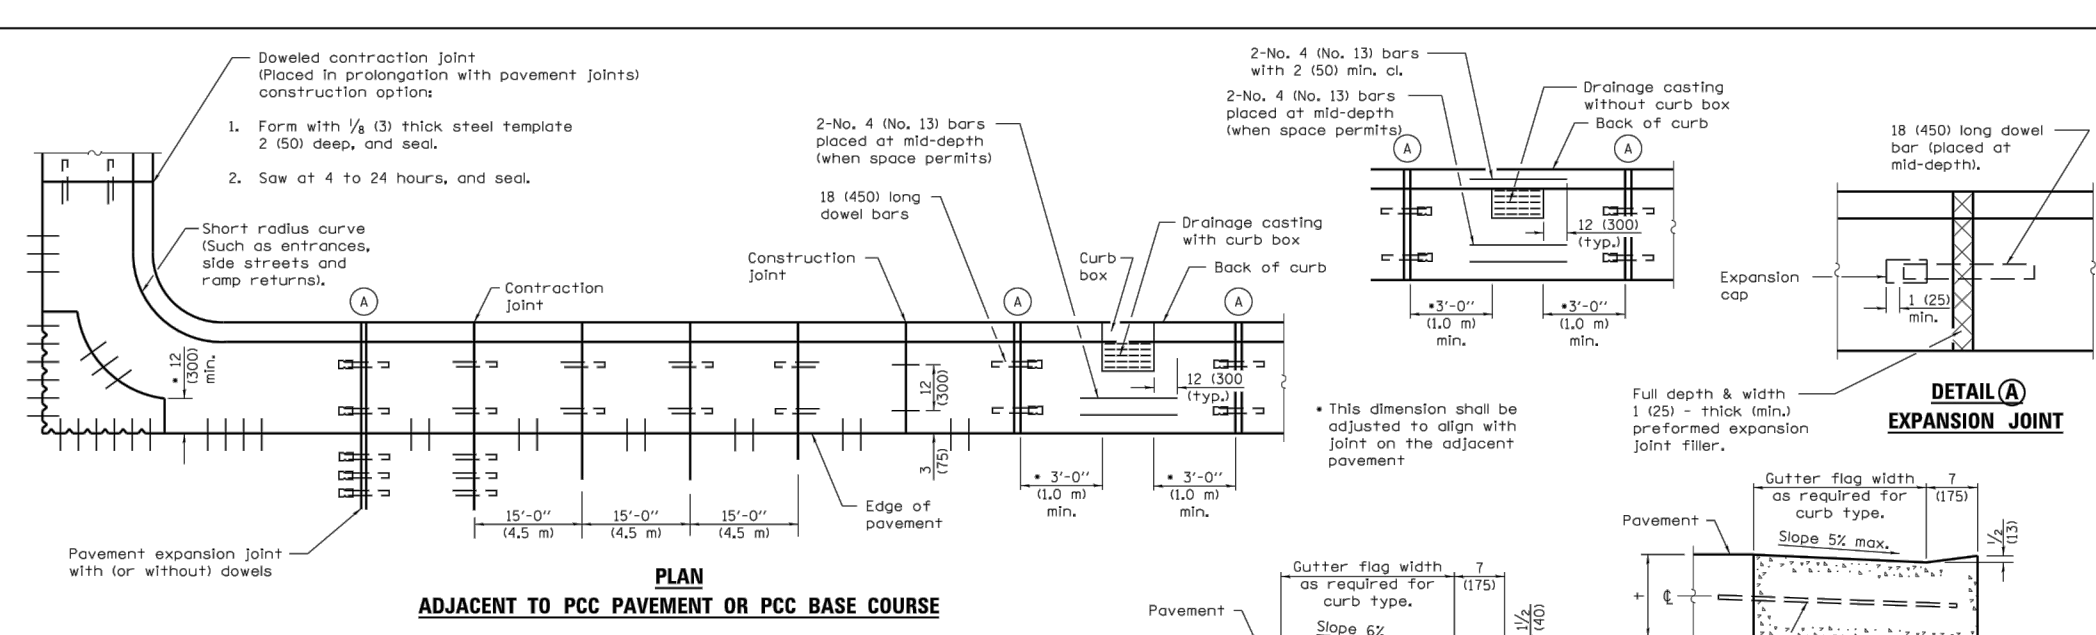 Doweled contraction joint
(Placed in prolongation with pavement joints)
construction option:
1. Form with 1/8 (3) thick steel template
2 (50) deep, and seal.
2. Saw at 4 to 24 hours, and seal.
Short radius curve
(Such as entrances,
side streets and
ramp returns).
* 12
(300)
min.
A
Contraction
joint
Construction
joint
2-No. 4 (No. 13) bars
placed at mid-depth
(when space permits)
18 (450) long
dowel bars
A
Curb
box
Drainage casting
with curb box
Back of curb
A
12
(300)
12 (300
(typ.)
3
(75)
* 3'-0"
(1.0 m)
min.
* 3'-0"
(1.0 m)
min.
15'-0"
(4.5 m)
15'-0"
(4.5 m)
15'-0"
(4.5 m)
Edge of
pavement
Pavement expansion joint
with (or without) dowels
PLAN
ADJACENT TO PCC PAVEMENT OR PCC BASE COURSE
2-No. 4 (No. 13) bars
with 2 (50) min. cl.
2-No. 4 (No. 13) bars
placed at mid-depth
(when space permits)
Drainage casting
without curb box
Back of curb
A
A
12 (300)
(typ.)
*3'-0"
(1.0 m)
min.
*3'-0"
(1.0 m)
min.
* This dimension shall be
adjusted to align with
joint on the adjacent
pavement
18 (450) long dowel
bar (placed at
mid-depth).
Expansion
cap
1 (25)
min.
Full depth & width
1 (25) - thick (min.)
preformed expansion
joint filler.
DETAIL A
EXPANSION JOINT
Gutter flag width
as required for
curb type.
7
(175)
Pavement
Slope 6%
1 1/2
(40)
Gutter flag width
as required for
curb type.
7
(175)
Pavement
Slope 5% max.
1/2
(13)
t
℄